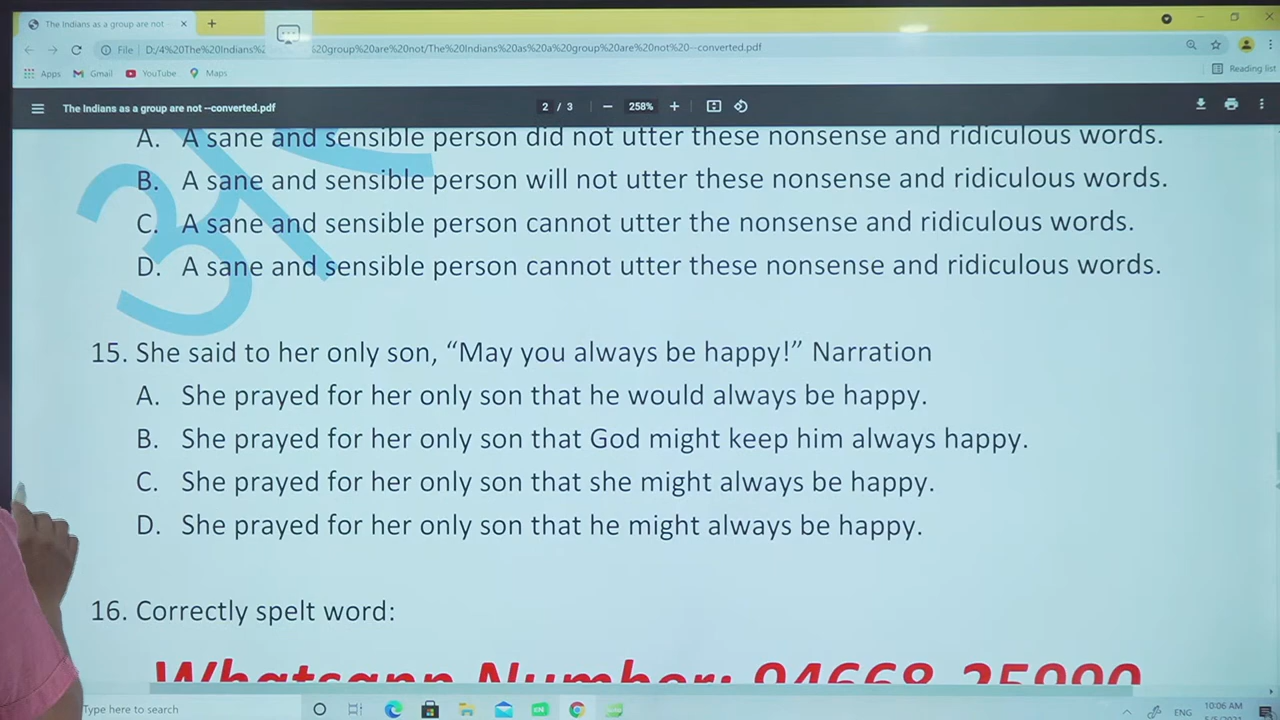 The Indians as a group are not
File D:/4%20The%20Indians% %20group%20are%20not/The%20Indians%20as%20a%20group%20are%20not%20--converted.pdf
Apps Gmail YouTube Maps Reading list
The Indians as a group are not --converted.pdf 2 / 3 258%
A. A sane and sensible person did not utter these nonsense and ridiculous words.
B. A sane and sensible person will not utter these nonsense and ridiculous words.
C. A sane and sensible person cannot utter the nonsense and ridiculous words.
D. A sane and sensible person cannot utter these nonsense and ridiculous words.
15. She said to her only son, “May you always be happy!” Narration
A. She prayed for her only son that he would always be happy.
B. She prayed for her only son that God might keep him always happy.
C. She prayed for her only son that she might always be happy.
D. She prayed for her only son that he might always be happy.
16. Correctly spelt word:
Whatsapp Number: 94668-25900
Type here to search
ENG 10:06 AM